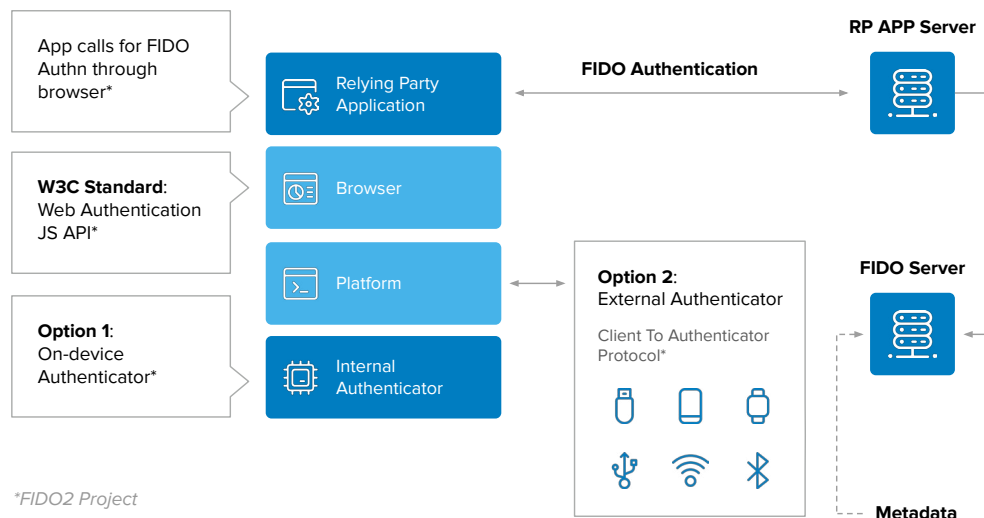 App calls for FIDO
Authn through
browser*
Relying Party
Application
FIDO Authentication
RP APP Server
W3C Standard:
Web Authentication
JS API*
Browser
Platform
Option 1:
On-device
Authenticator*
Internal
Authenticator
Option 2:
External Authenticator
Client To Authenticator
Protocol*
FIDO Server
*FIDO2 Project
Metadata